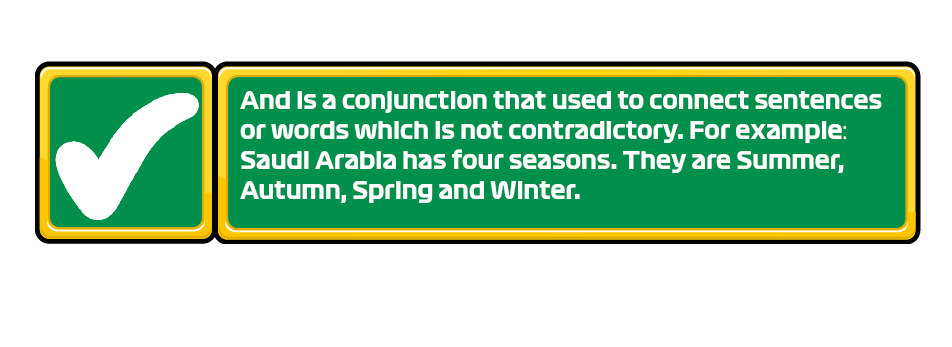 And is a conjunction that used to connect sentences
or words which is not contradictory. For example:
Saudi Arabia has four seasons. They are Summer,
Autumn, Spring and Winter.